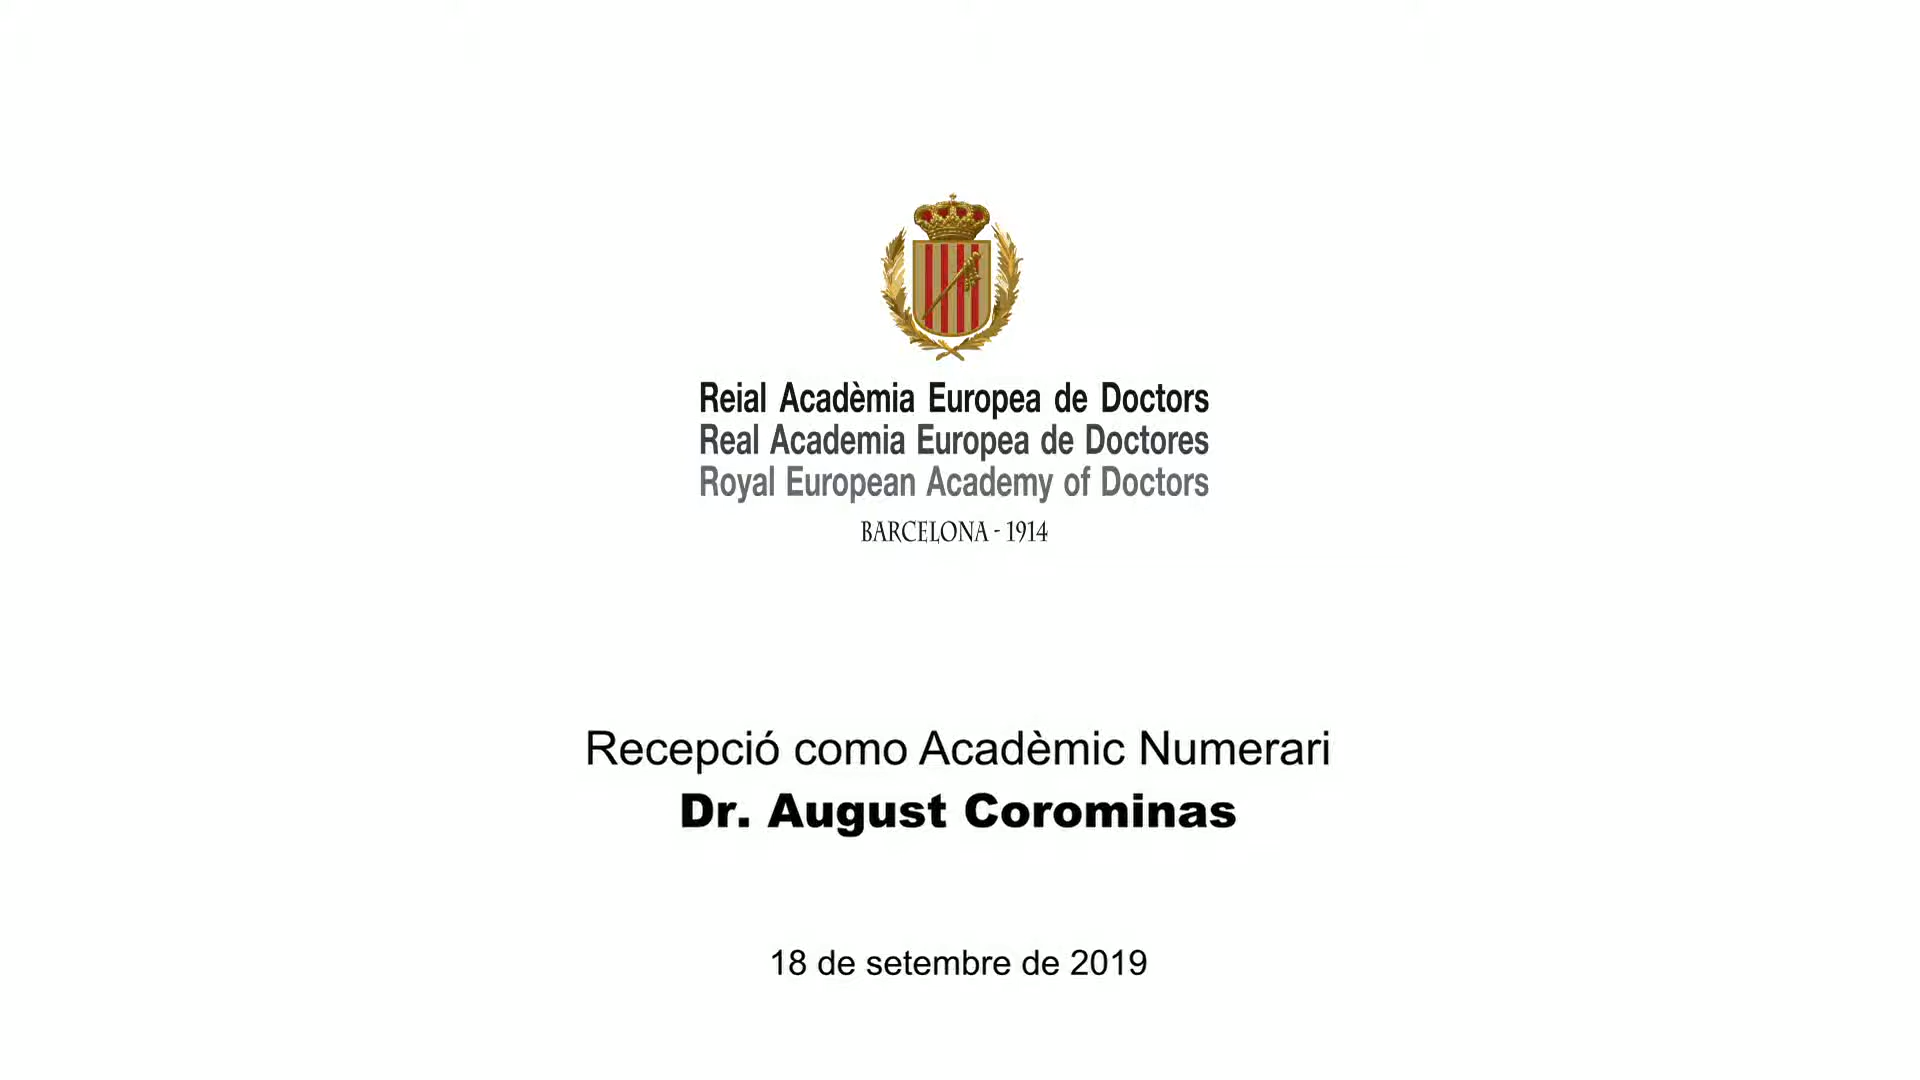 Reial Acadèmia Europea de Doctors
Real Academia Europea de Doctores
Royal European Academy of Doctors
BARCELONA - 1914
Recepció como Acadèmic Numerari
Dr. August Corominas
18 de setembre de 2019